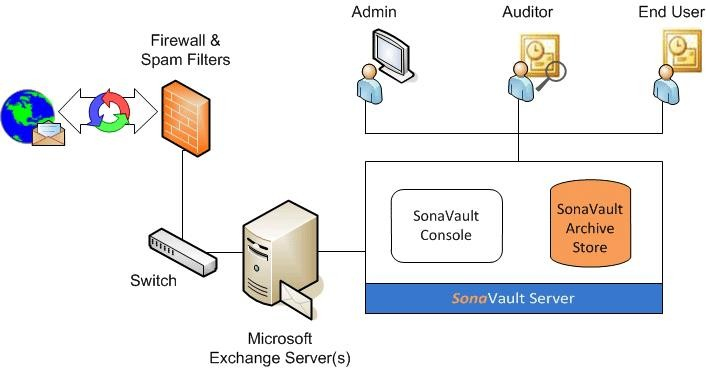 Admin
Auditor
End User
Firewall &
Spam Filters
SonaVault
Console
SonaVault
Archive
Store
Switch
SonaVault Server
Microsoft
Exchange Server(s)